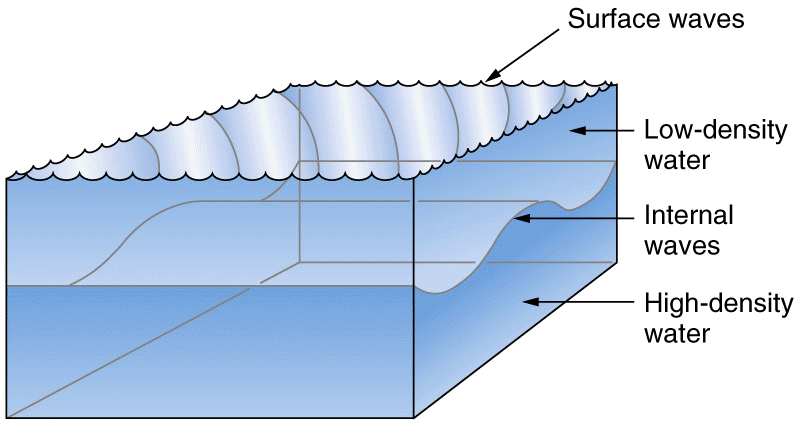 Surface waves
Low-density
water
Internal
waves
High-density
water